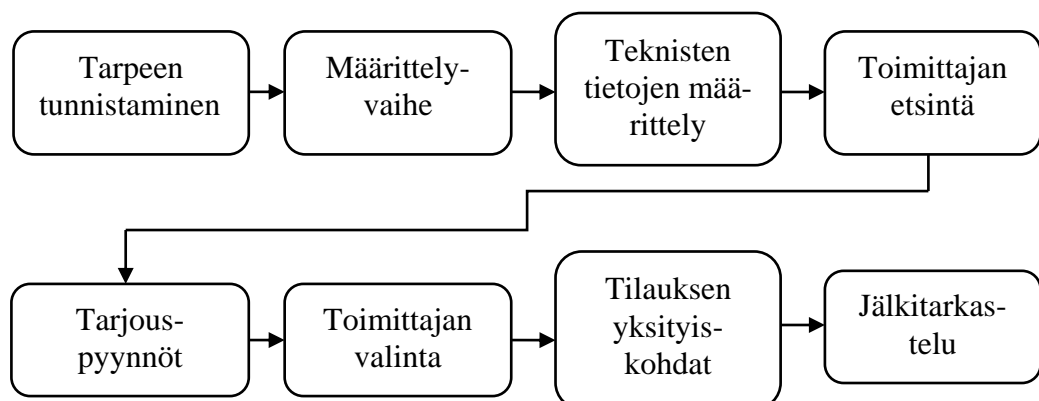 Tarpeen
tunnistaminen
Määrittely-
vaihe
Teknisten
tietojen mää-
rittely
Toimittajan
etsintä
Tarjous-
pyynnöt
Toimittajan
valinta
Tilauksen
yksityis-
kohdat
Jälkitarkas-
telu